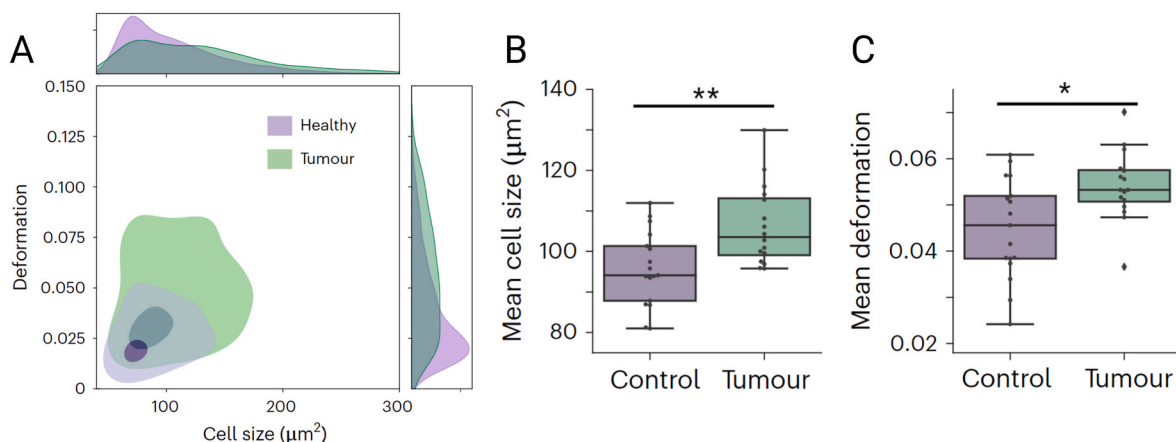 A
0.150
0.125
0.100
0.075
0.050
0.025
0
Deformation
Healthy
Tumour
100
200
300
Cell size (μm²)
B
140
120
100
80
Mean cell size (μm²)
**
Control
Tumour
C
0.06
0.04
0.02
Mean deformation
*
Control
Tumour